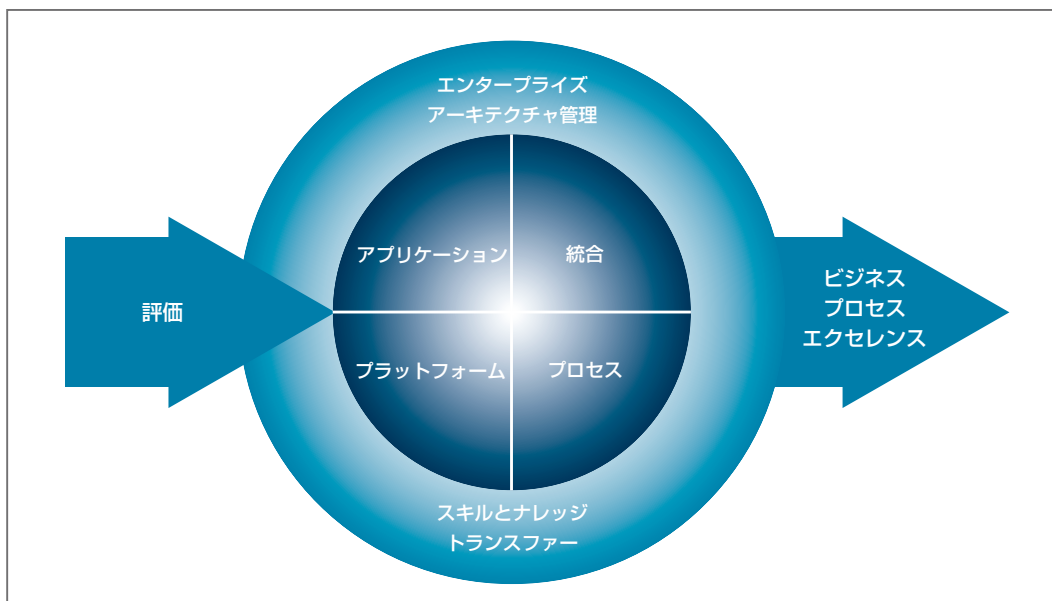 エンタープライズ
アーキテクチャ管理
アプリケーション
統合
評価
ビジネス
プロセス
エクセレンス
プラットフォーム
プロセス
スキルとナレッジ
トランスファー